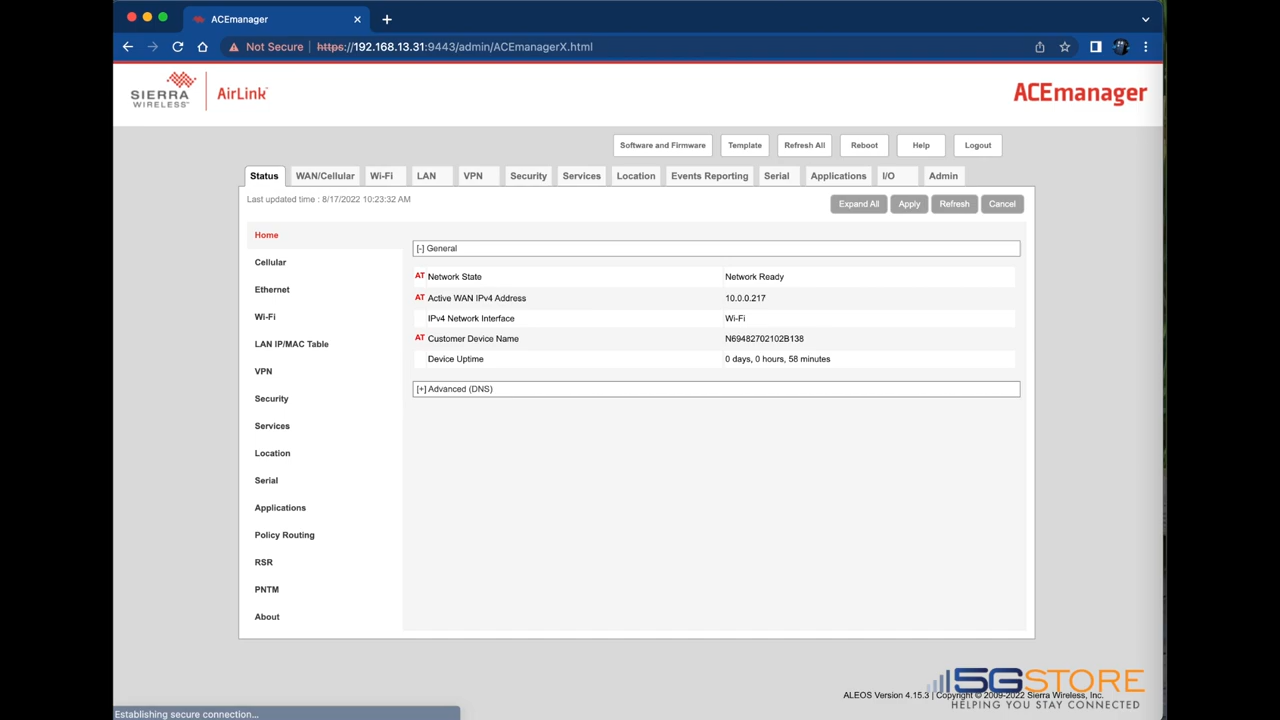 ACEmanager
Not Secure https://192.168.13.31:9443/admin/ACEmanagerX.html
SIERRA WIRELESS AirLink ACEmanager
Software and Firmware Template Refresh All Reboot Help Logout
Status WAN/Cellular Wi-Fi LAN VPN Security Services Location Events Reporting Serial Applications I/O Admin
Last updated time : 8/17/2022 10:23:32 AM Expand All Apply Refresh Cancel
Home
Cellular
Ethernet
Wi-Fi
LAN IP/MAC Table
VPN
Security
Services
Location
Serial
Applications
Policy Routing
RSR
PNTM
About
[-] General
AT Network State Network Ready
AT Active WAN IPv4 Address 10.0.0.217
IPv4 Network Interface Wi-Fi
AT Customer Device Name N69482702102B138
Device Uptime 0 days, 0 hours, 58 minutes
[+] Advanced (DNS)
5GSTORE
ALEOS Version 4.15.3 | Copyright © 2009-2022 Sierra Wireless, Inc.
HELPING YOU STAY CONNECTED
Establishing secure connection...